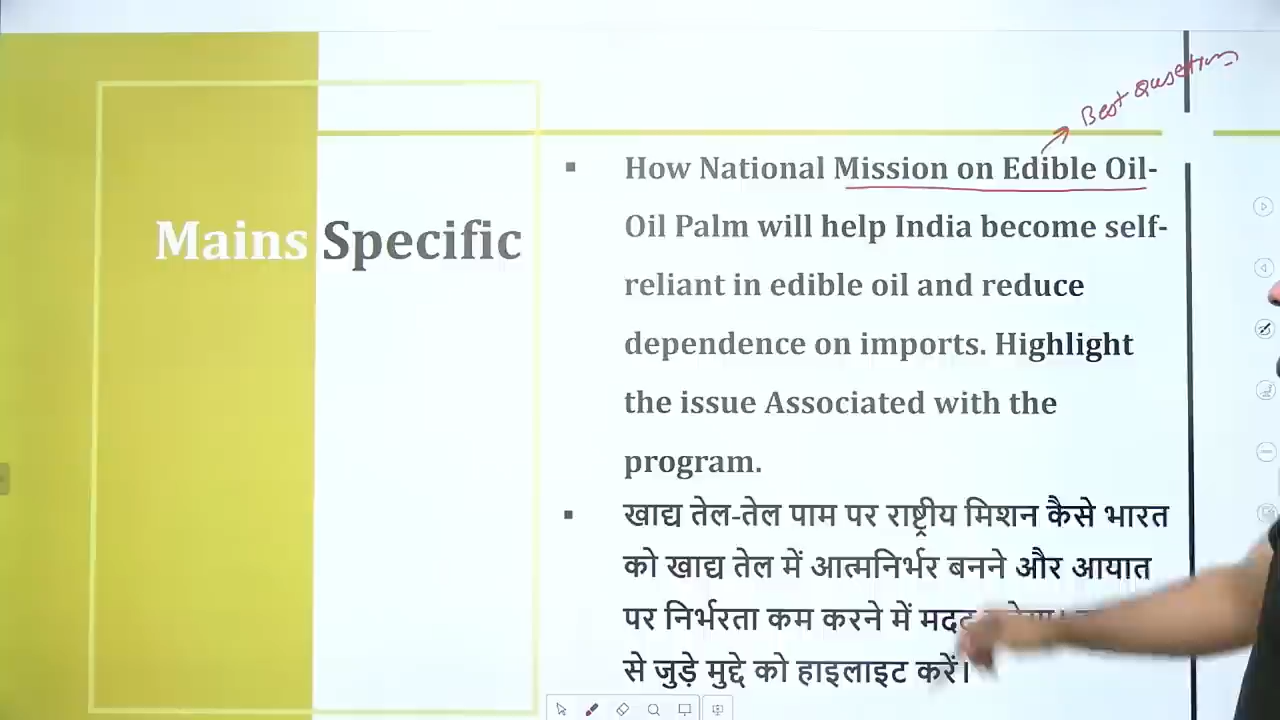 Best Question
Mains Specific
▪ How National Mission on Edible Oil-
Oil Palm will help India become self-
reliant in edible oil and reduce
dependence on imports. Highlight
the issue Associated with the
program.
▪ खाद्य तेल-तेल पाम पर राष्ट्रीय मिशन कैसे भारत
को खाद्य तेल में आत्मनिर्भर बनने और आयात
पर निर्भरता कम करने में मदद
से जुड़े मुद्दे को हाइलाइट करें।